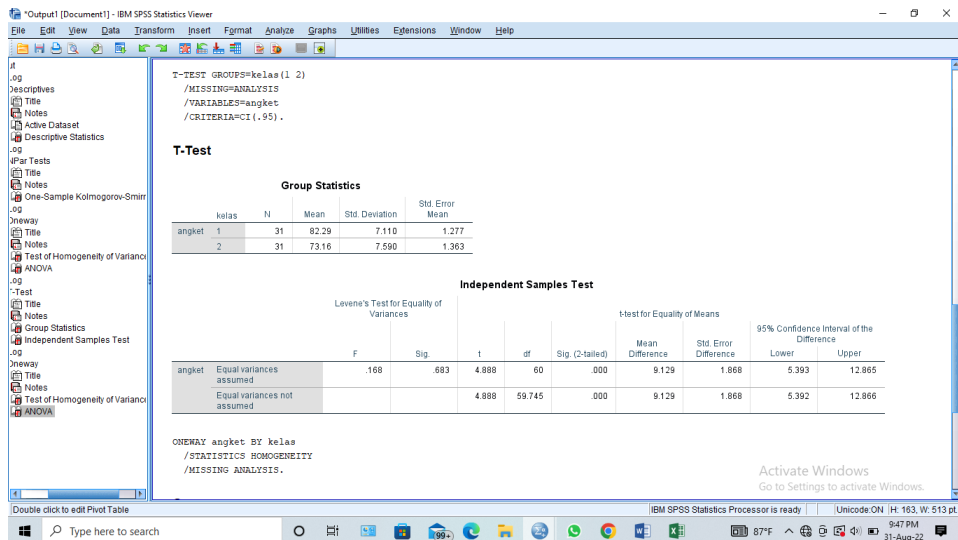 *Output1 [Document1] - IBM SPSS Statistics Viewer
File Edit View Data Transform Insert Format Analyze Graphs Utilities Extensions Window Help
T-TEST GROUPS=kelas(1 2)
/MISSING=ANALYSIS
/VARIABLES=angket
/CRITERIA=CI(.95).
T-Test
Group Statistics
kelas N Mean Std. Deviation Std. Error Mean
angket 1 31 82.29 7.110 1.277
2 31 73.16 7.590 1.363
Independent Samples Test
Levene's Test for Equality of Variances
t-test for Equality of Means
95% Confidence Interval of the Difference
F Sig. t df Sig. (2-tailed) Mean Difference Std. Error Difference Lower Upper
angket Equal variances assumed .168 .683 4.888 60 .000 9.129 1.868 5.393 12.865
Equal variances not assumed 4.888 59.745 .000 9.129 1.868 5.392 12.866
ONEWAY angket BY kelas
/STATISTICS HOMOGENEITY
/MISSING ANALYSIS.
ut
.og
Descriptives
Title
Notes
Active Dataset
Descriptive Statistics
.og
NPar Tests
Title
Notes
One-Sample Kolmogorov-Smirr
.og
Oneway
Title
Notes
Test of Homogeneity of Variance
ANOVA
.og
T-Test
Title
Notes
Group Statistics
Independent Samples Test
.og
Oneway
Title
Notes
Test of Homogeneity of Variance
ANOVA
Activate Windows
Go to Settings to activate Windows.
Double click to edit Pivot Table
IBM SPSS Statistics Processor is ready
Unicode:ON
H: 163, W: 513 pt.
Type here to search
99+
87°F
9:47 PM
31-Aug-22